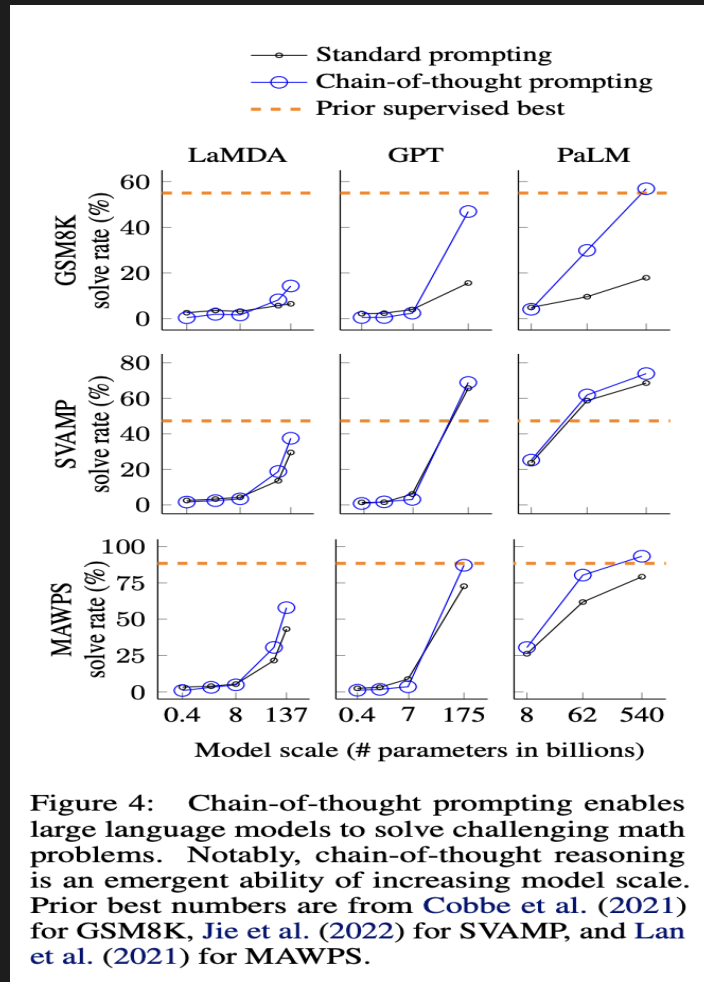 Standard prompting
Chain-of-thought prompting
Prior supervised best
LaMDA
GPT
PaLM
GSM8K
solve rate (%)
60
40
20
0
SVAMP
solve rate (%)
80
60
40
20
0
MAWPS
solve rate (%)
100
75
50
25
0
0.4 8 137
0.4 7 175
8 62 540
Model scale (# parameters in billions)
Figure 4: Chain-of-thought prompting enables
large language models to solve challenging math
problems. Notably, chain-of-thought reasoning
is an emergent ability of increasing model scale.
Prior best numbers are from Cobbe et al. (2021)
for GSM8K, Jie et al. (2022) for SVAMP, and Lan
et al. (2021) for MAWPS.